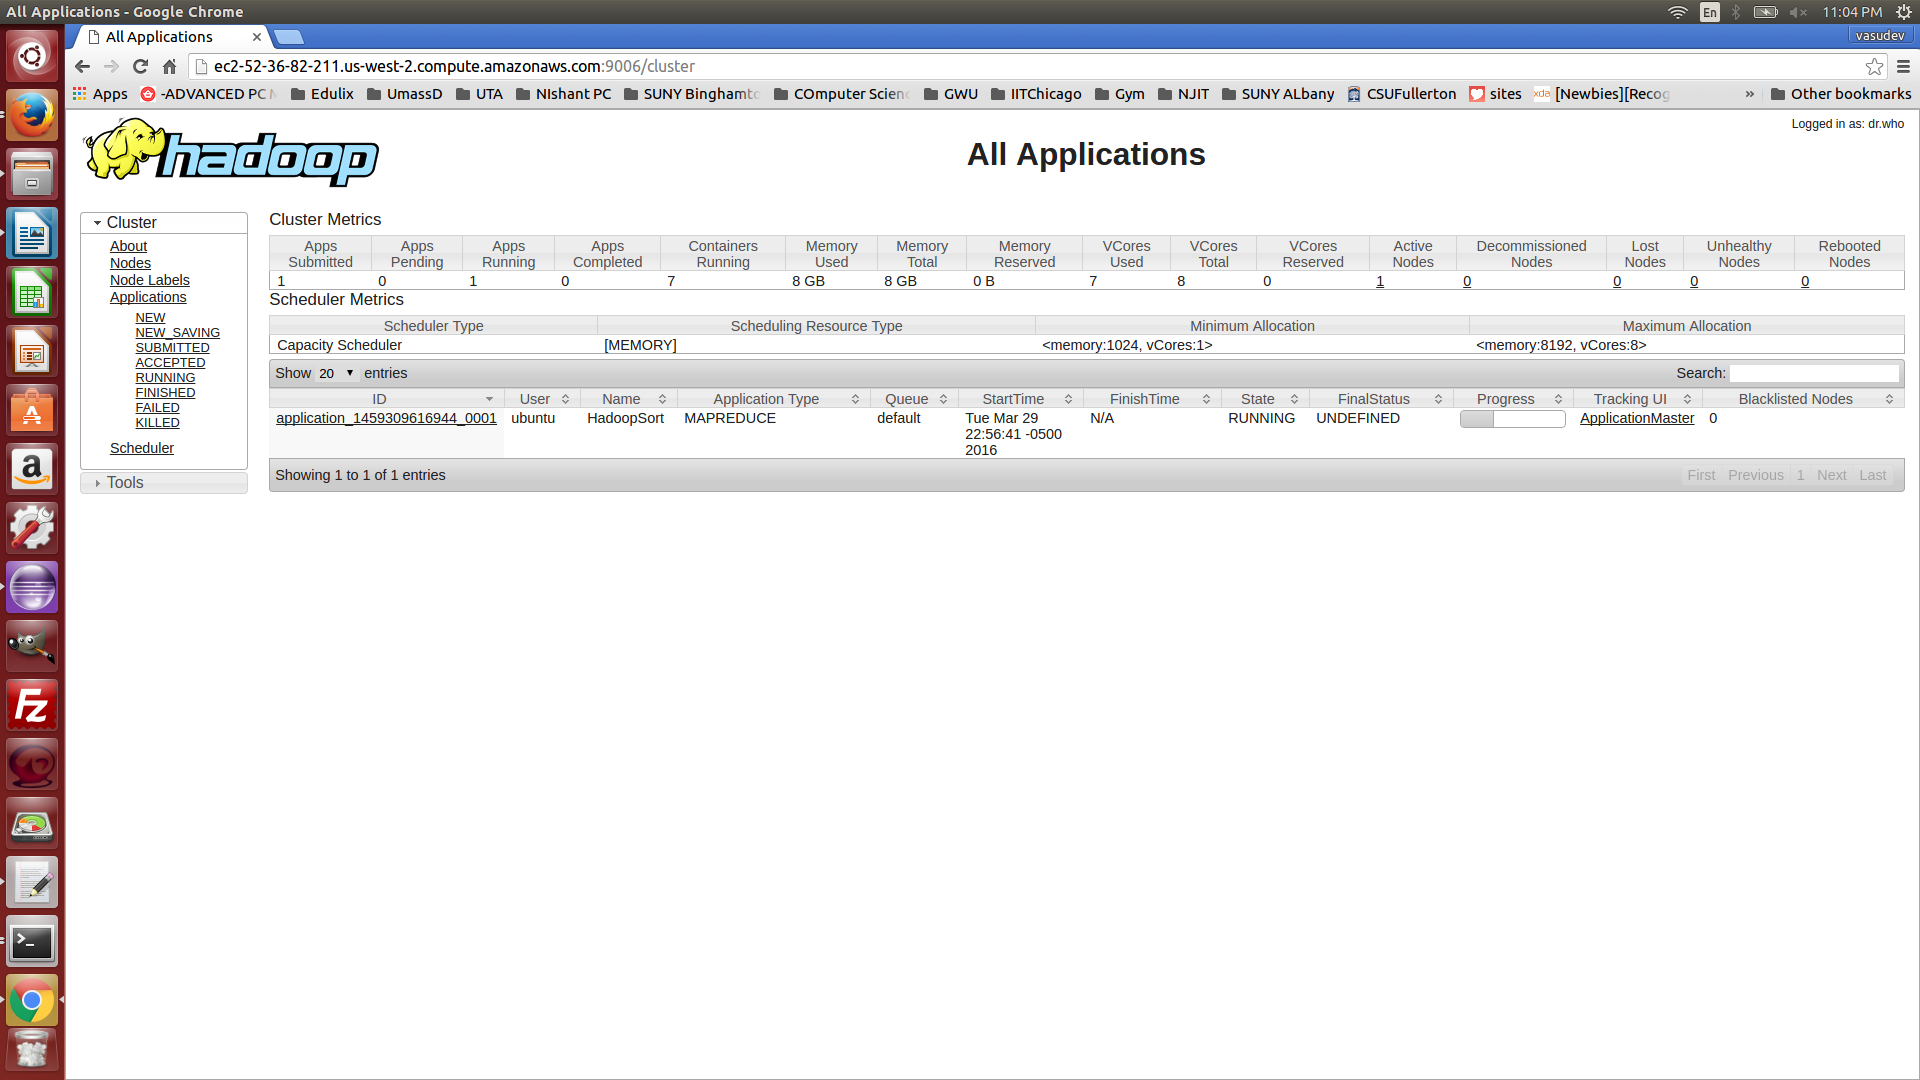 All Applications - Google Chrome
En
11:04 PM
All Applications
vasudev
ec2-52-36-82-211.us-west-2.compute.amazonaws.com:9006/cluster
Apps
-ADVANCED PC
Edulix
UmassD
UTA
NIshant PC
SUNY Binghamto
COmputer Scien
GWU
IITChicago
Gym
NJIT
SUNY ALbany
CSUFullerton
sites
xda
[Newbies][Recog
»
Other bookmarks
hadoop
All Applications
Logged in as: dr.who
Cluster
About
Nodes
Node Labels
Applications
NEW
NEW_SAVING
SUBMITTED
ACCEPTED
RUNNING
FINISHED
FAILED
KILLED
Scheduler
Tools
Cluster Metrics
Apps Submitted Apps Pending Apps Running Apps Completed Containers Running Memory Used Memory Total Memory Reserved VCores Used VCores Total VCores Reserved Active Nodes Decommissioned Nodes Lost Nodes Unhealthy Nodes Rebooted Nodes
1 0 1 0 7 8 GB 8 GB 0 B 7 8 0 1 0 0 0 0
Scheduler Metrics
Scheduler Type Scheduling Resource Type Minimum Allocation Maximum Allocation
Capacity Scheduler [MEMORY] <memory:1024, vCores:1> <memory:8192, vCores:8>
Show 20 entries Search:
ID User Name Application Type Queue StartTime FinishTime State FinalStatus Progress Tracking UI Blacklisted Nodes
application_1459309616944_0001 ubuntu HadoopSort MAPREDUCE default Tue Mar 29 22:56:41 -0500 2016 N/A RUNNING UNDEFINED ApplicationMaster 0
Showing 1 to 1 of 1 entries First Previous 1 Next Last